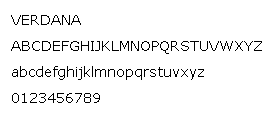 VERDANA
ABCDEFGHIJKLMNOPQRSTUVWXYZ
abcdefghijklmnopqrstuvxyz
0123456789